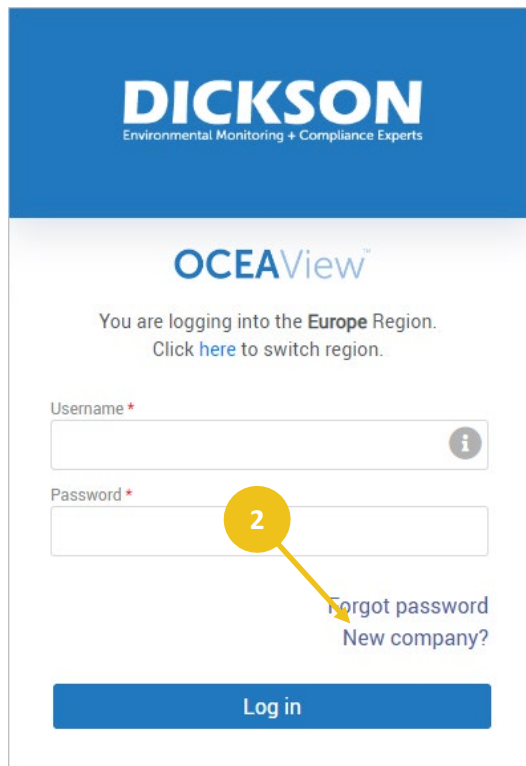 DICKSON
Environmental Monitoring + Compliance Experts
OCEAView™
You are logging into the Europe Region.
Click here to switch region.
Username *
i
Password *
2
Forgot password
New company?
Log in